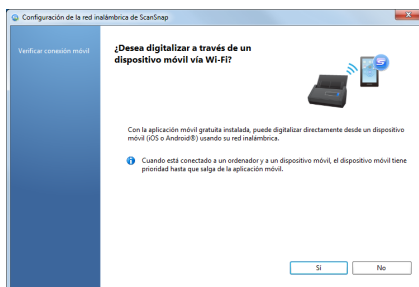 Configuración de la red inalámbrica de ScanSnap
Verificar conexión móvil
¿Desea digitalizar a través de un
dispositivo móvil vía Wi-Fi?
Con la aplicación móvil gratuita instalada, puede digitalizar directamente desde un dispositivo
móvil (iOS o Android®) usando su red inalámbrica.
Cuando está conectado a un ordenador y a un dispositivo móvil, el dispositivo móvil tiene
prioridad hasta que salga de la aplicación móvil.
Sí
No